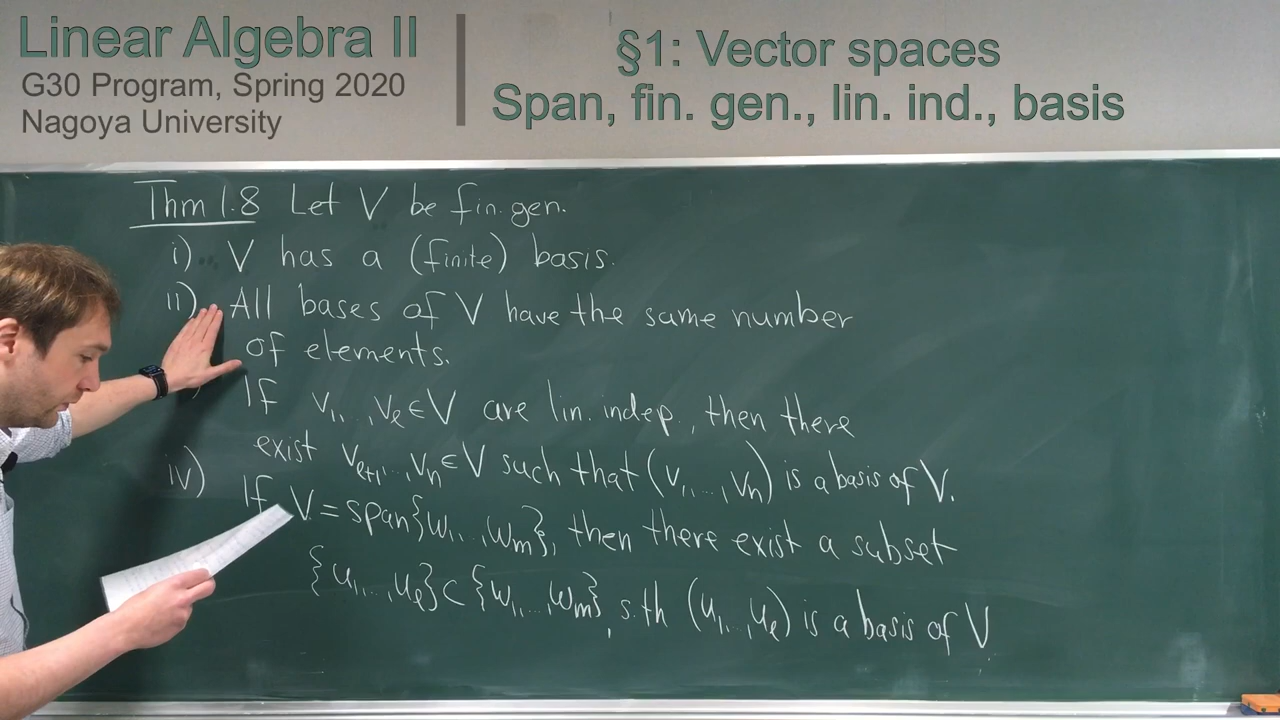 Linear Algebra II
G30 Program, Spring 2020
Nagoya University
§1: Vector spaces
Span, fin. gen., lin. ind., basis
Thm 1.8 Let V be fin. gen.
i) V has a (finite) basis.
ii) All bases of V have the same number
of elements.
If v₁,...,vₗ∈V are lin. indep., then there
exist vₗ₊₁,...,vₙ∈V such that (v₁,...,vₙ) is a basis of V.
iv) If V = span{w₁,...,wₘ}, then there exist a subset
{u₁,...,uₗ}⊂{w₁,...,wₘ}, s.th (u₁,...,uₗ) is a basis of V